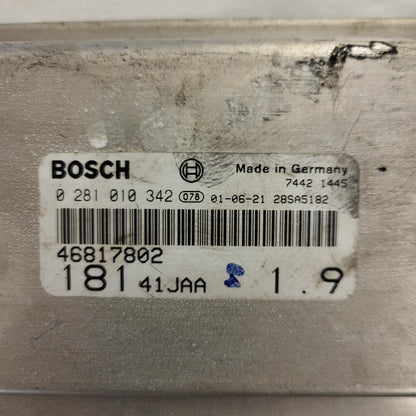 BOSCH Made in Germany
7442 1445
0 281 010 342 078 01-06-21 28SA5182
46817802
181 41JAA 1.9